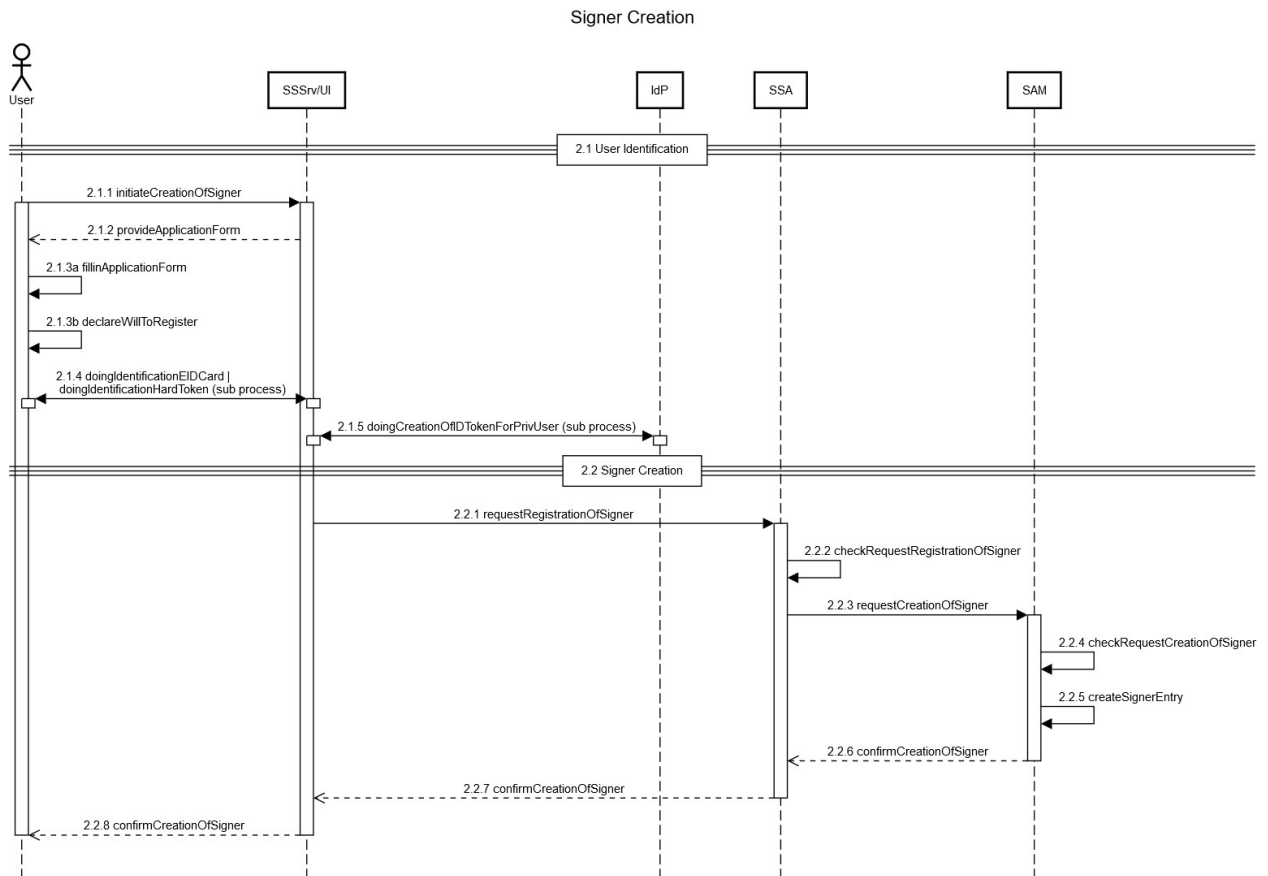 Signer Creation
User
SSSrv/UI
IdP
SSA
SAM
2.1 User Identification
2.1.1 initiateCreationOfSigner
2.1.2 provideApplicationForm
2.1.3a fillinApplicationForm
2.1.3b declareWillToRegister
2.1.4 doingIdentificationEIDCard |
doingIdentificationHardToken (sub process)
2.1.5 doingCreationOfIDTokenForPrivUser (sub process)
2.2 Signer Creation
2.2.1 requestRegistrationOfSigner
2.2.2 checkRequestRegistrationOfSigner
2.2.3 requestCreationOfSigner
2.2.4 checkRequestCreationOfSigner
2.2.5 createSignerEntry
2.2.6 confirmCreationOfSigner
2.2.7 confirmCreationOfSigner
2.2.8 confirmCreationOfSigner